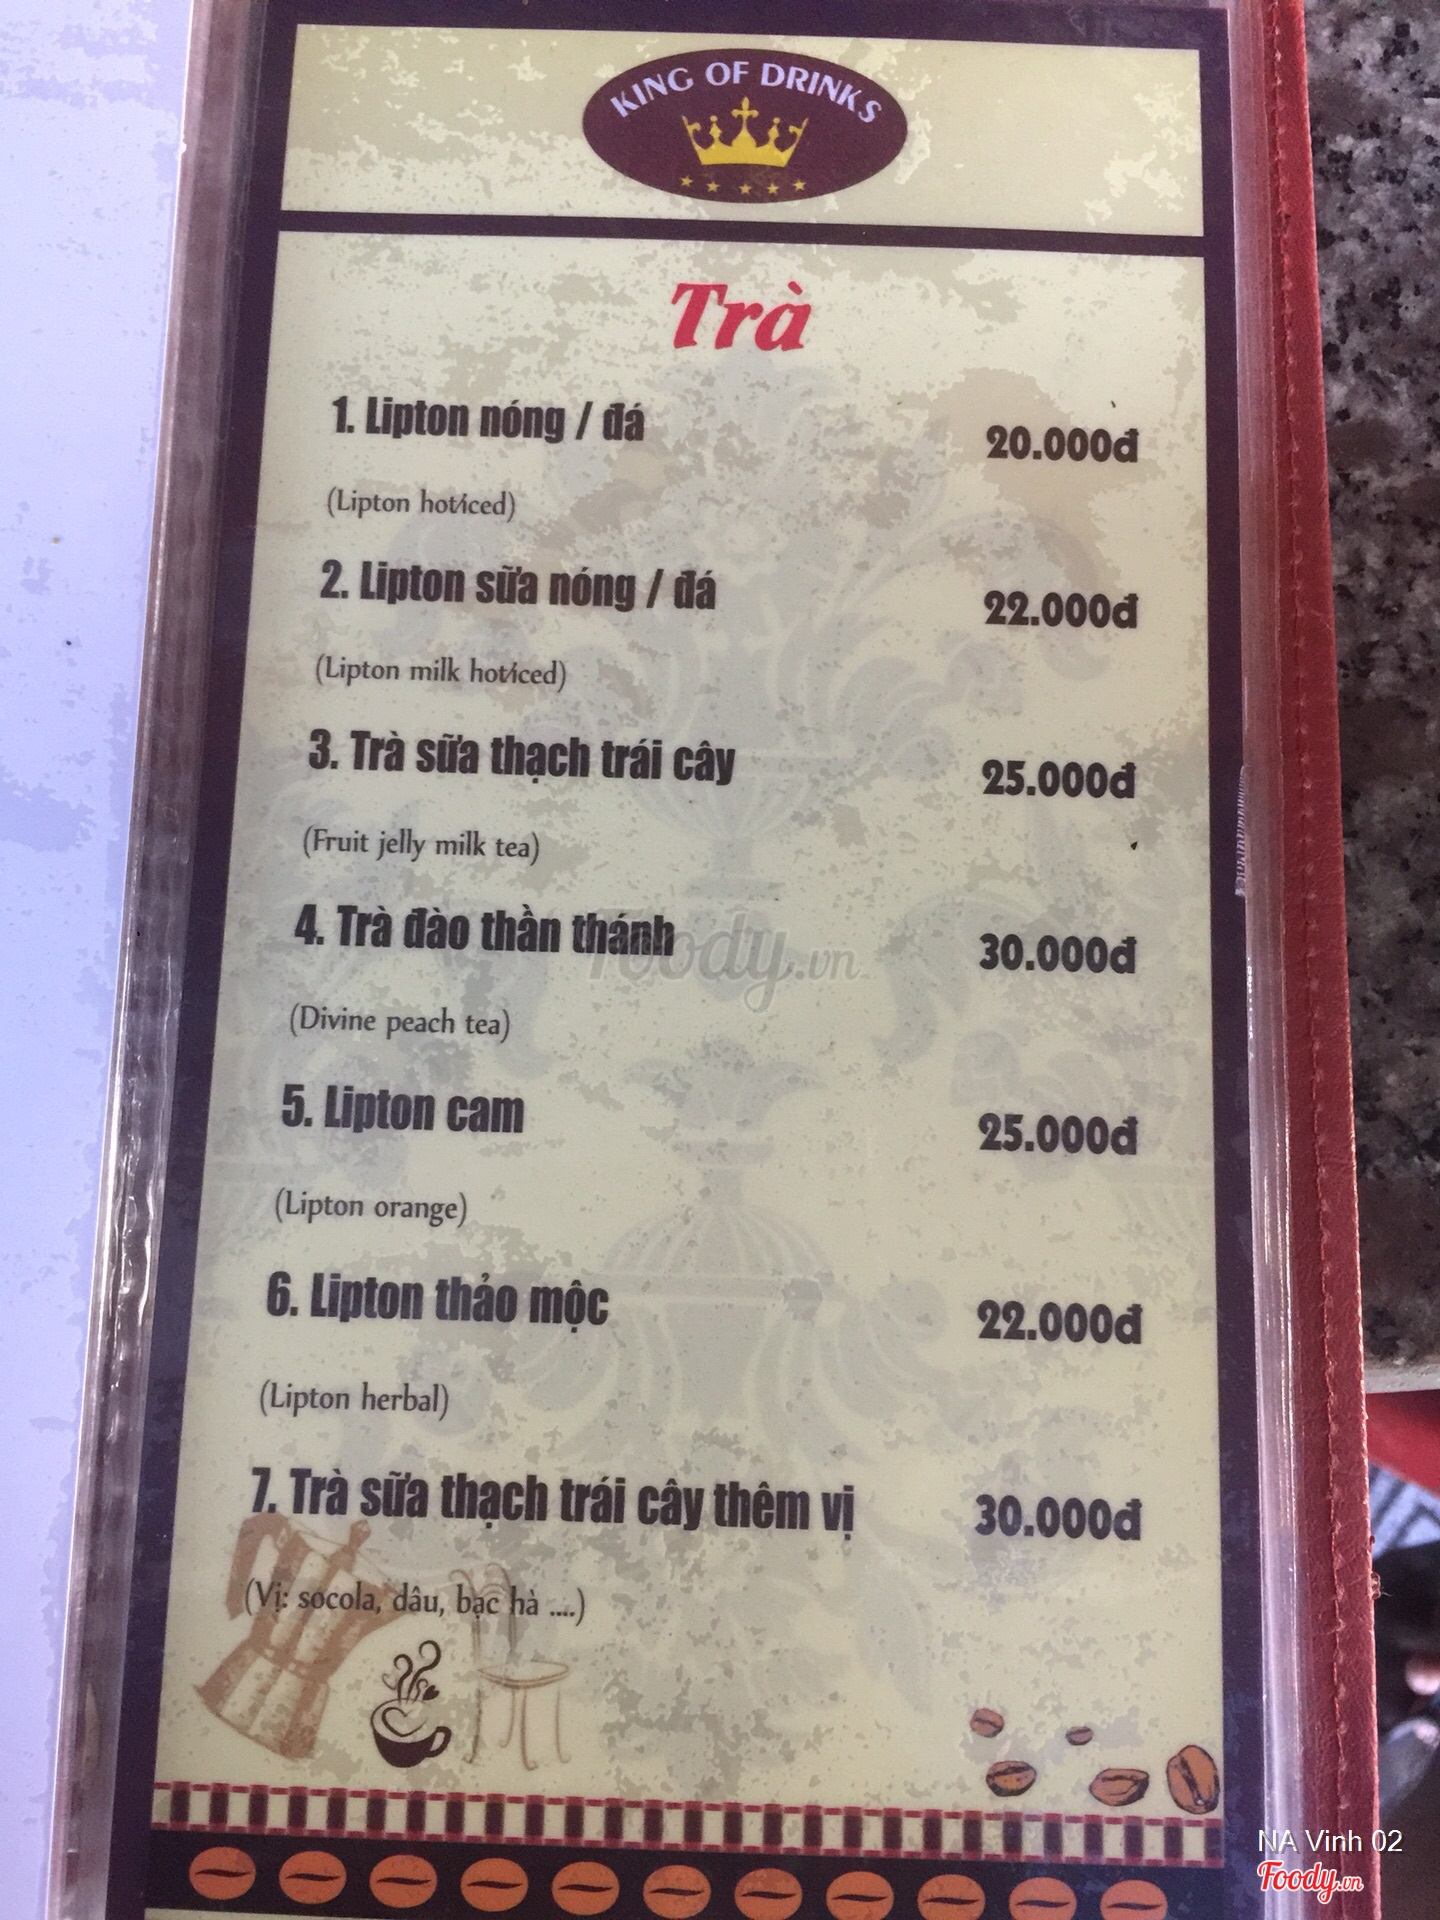 KING OF DRINKS
Trà
1. Lipton nóng / đá 20.000đ
(Lipton hot/iced)
2. Lipton sữa nóng / đá 22.000đ
(Lipton milk hot/iced)
3. Trà sữa thạch trái cây 25.000đ
(Fruit jelly milk tea)
4. Trà đào thần thánh 30.000đ
Foody.vn
(Divine peach tea)
5. Lipton cam 25.000đ
(Lipton orange)
6. Lipton thảo mộc 22.000đ
(Lipton herbal)
7. Trà sữa thạch trái cây thêm vị 30.000đ
(Vị: socola, dâu, bạc hà ....)
NA Vinh 02
Foody.vn